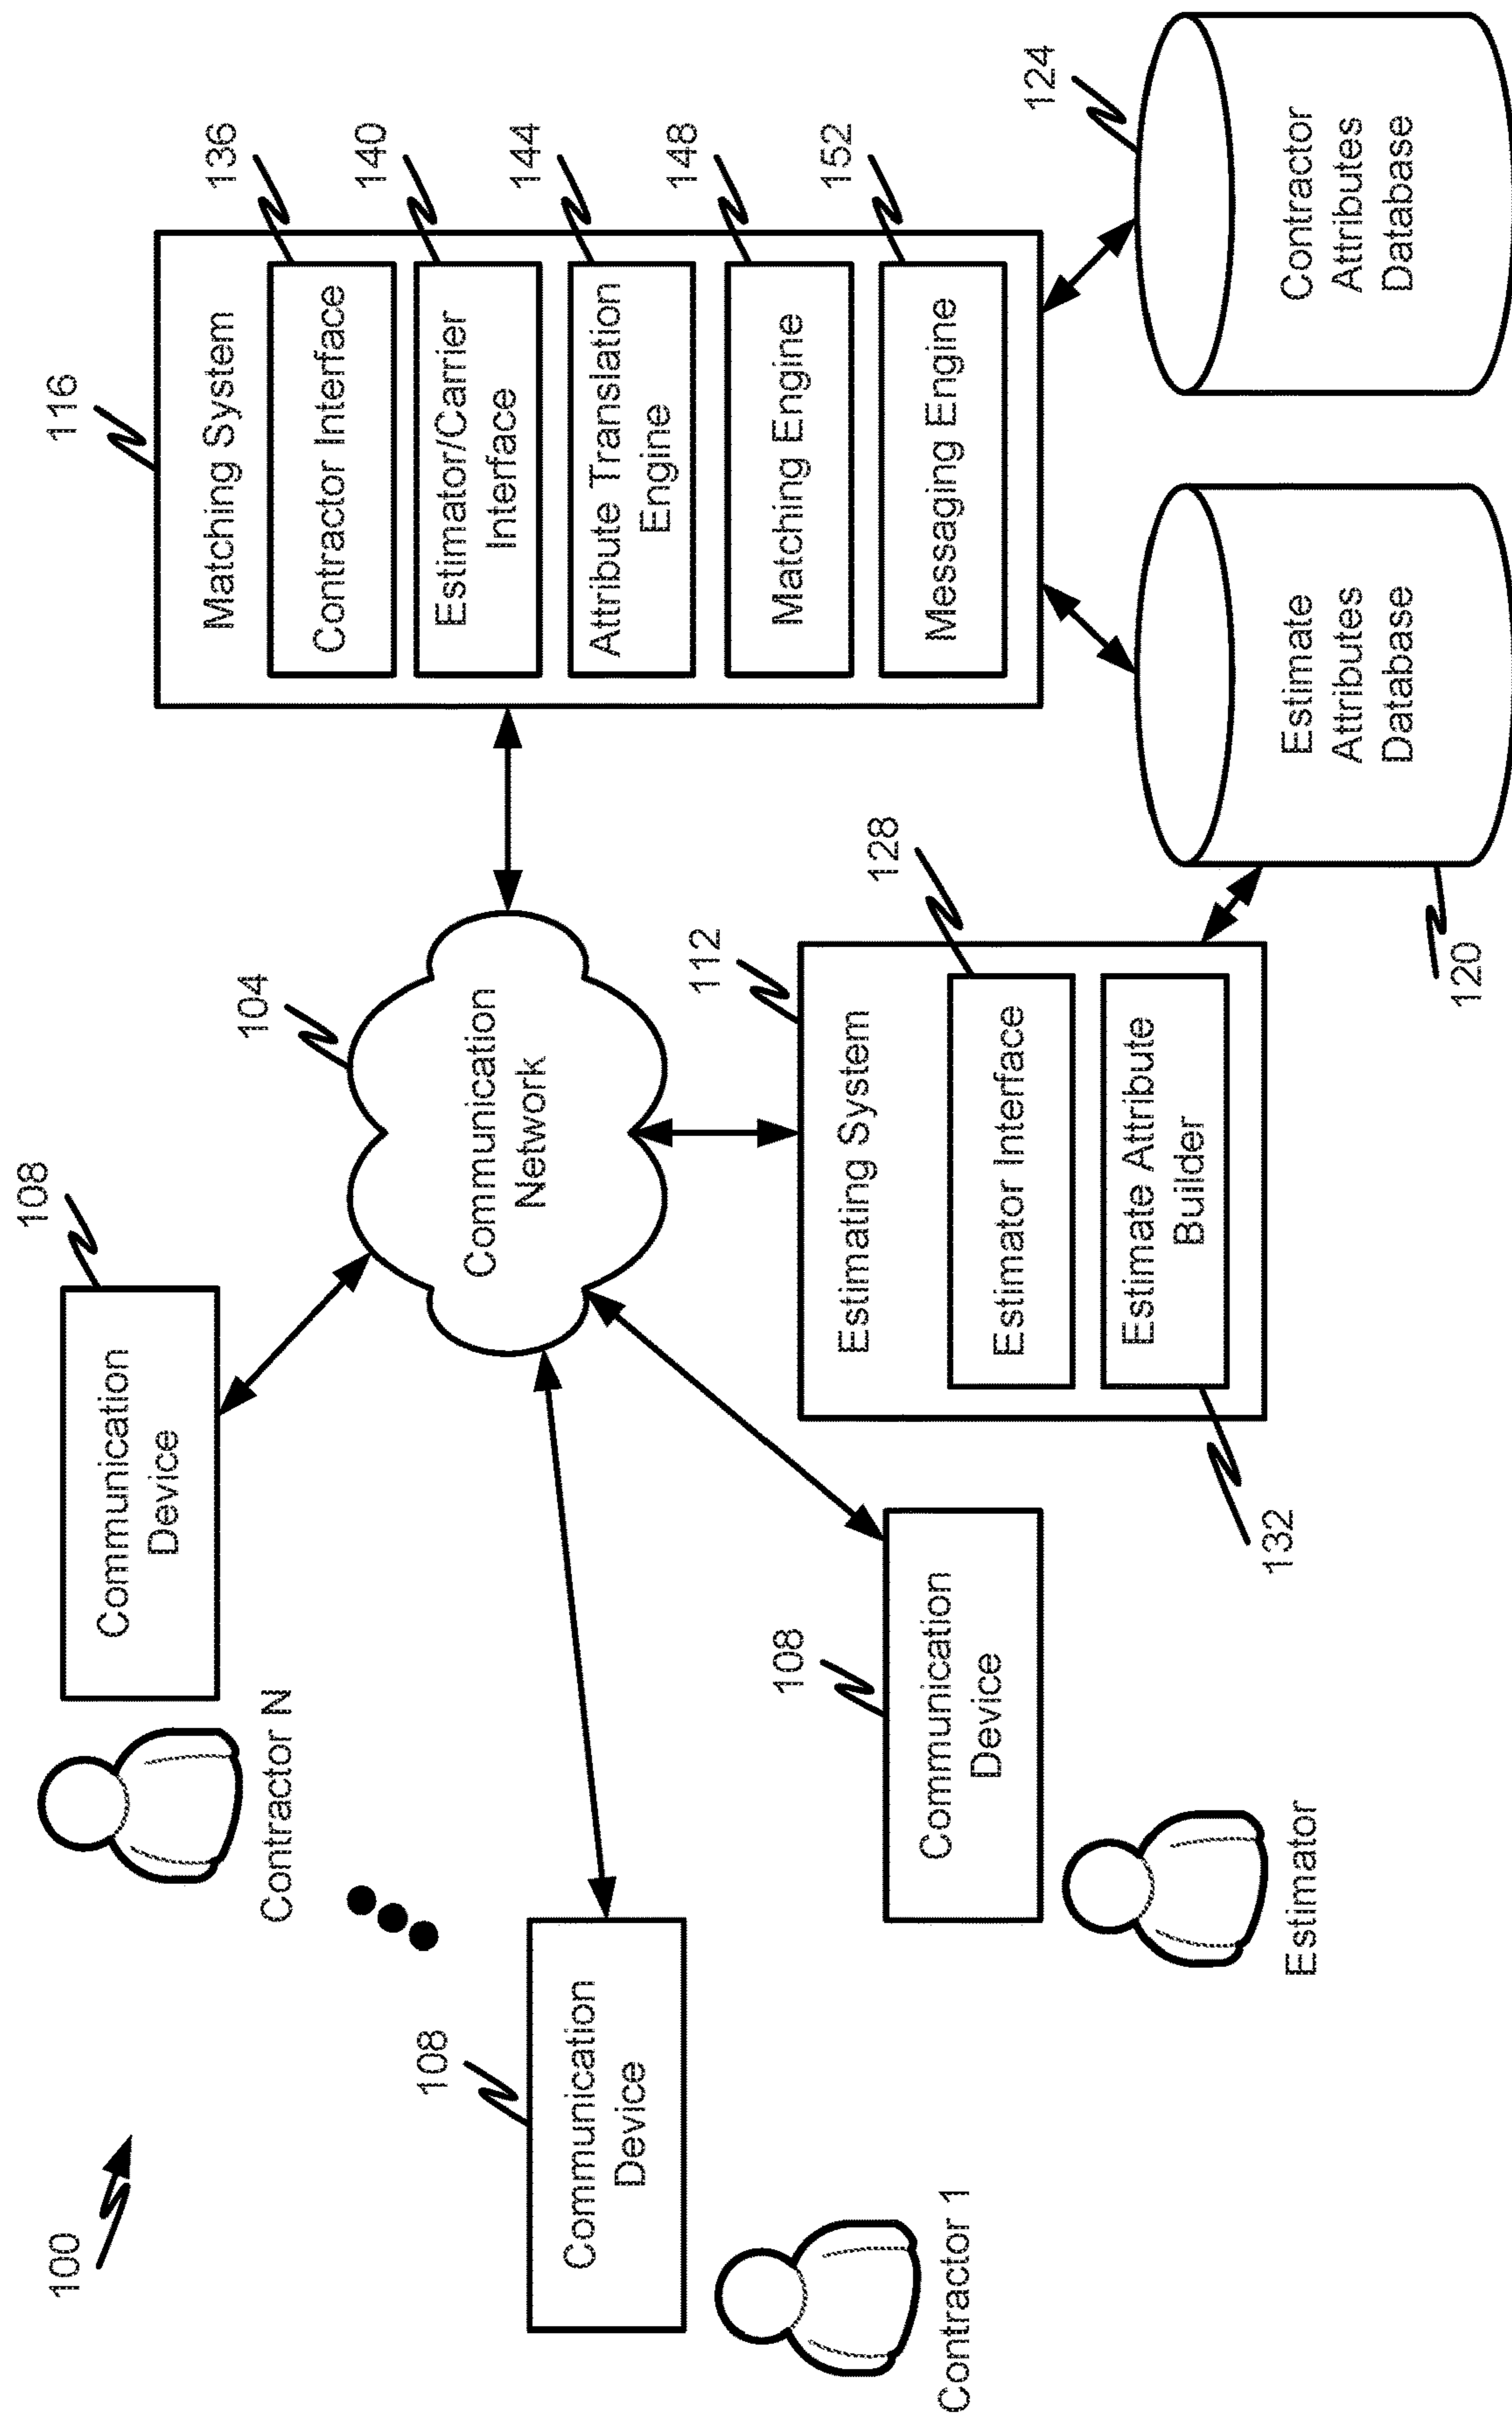 100
Contractor N
Communication
Device
108
108
Communication
Device
Contractor 1
104
Communication
Network
108
Communication
Device
Estimator
116
Matching System
Contractor Interface
136
Estimator/Carrier
Interface
140
Attribute Translation
Engine
144
Matching Engine
148
Messaging Engine
152
112
Estimating System
Estimator Interface
128
Estimate Attribute
Builder
132
Estimate
Attributes
Database
120
Contractor
Attributes
Database
124